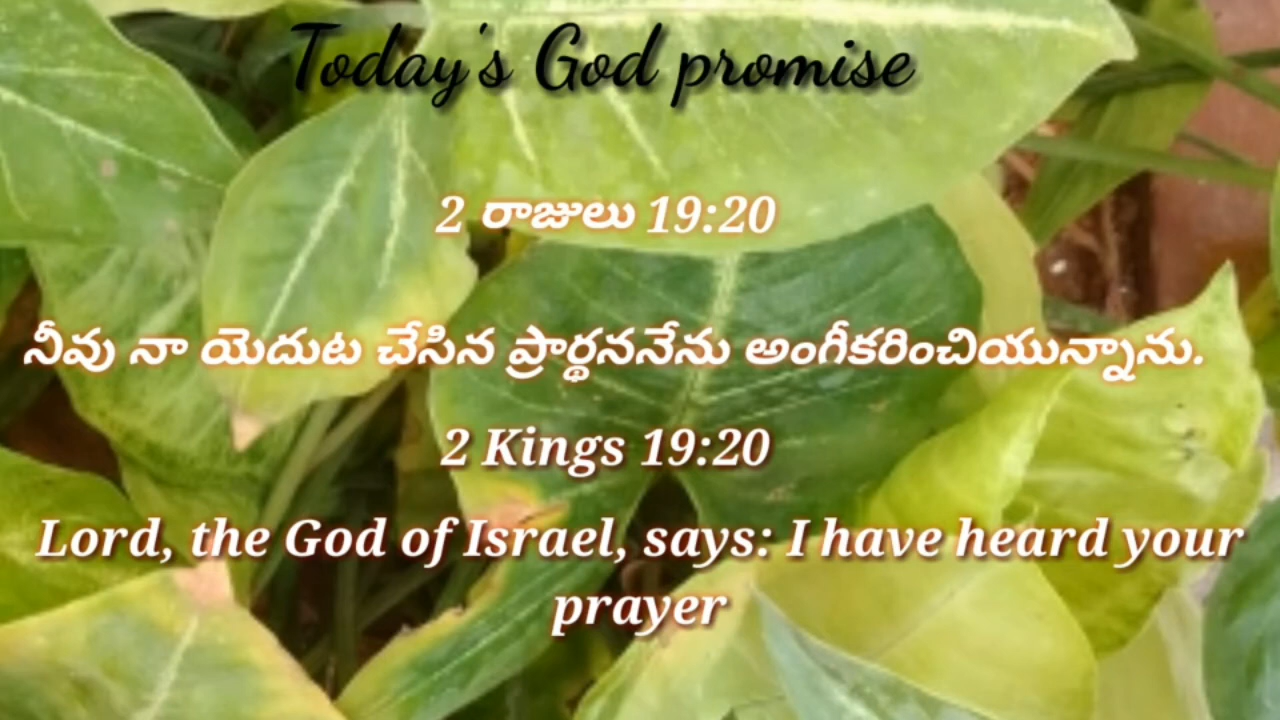 Today's God promise
2 రాజులు 19:20
నీవు నా యెదుట చేసిన ప్రార్థననేను అంగీకరించియున్నాను.
2 Kings 19:20
Lord, the God of Israel, says: I have heard your
prayer